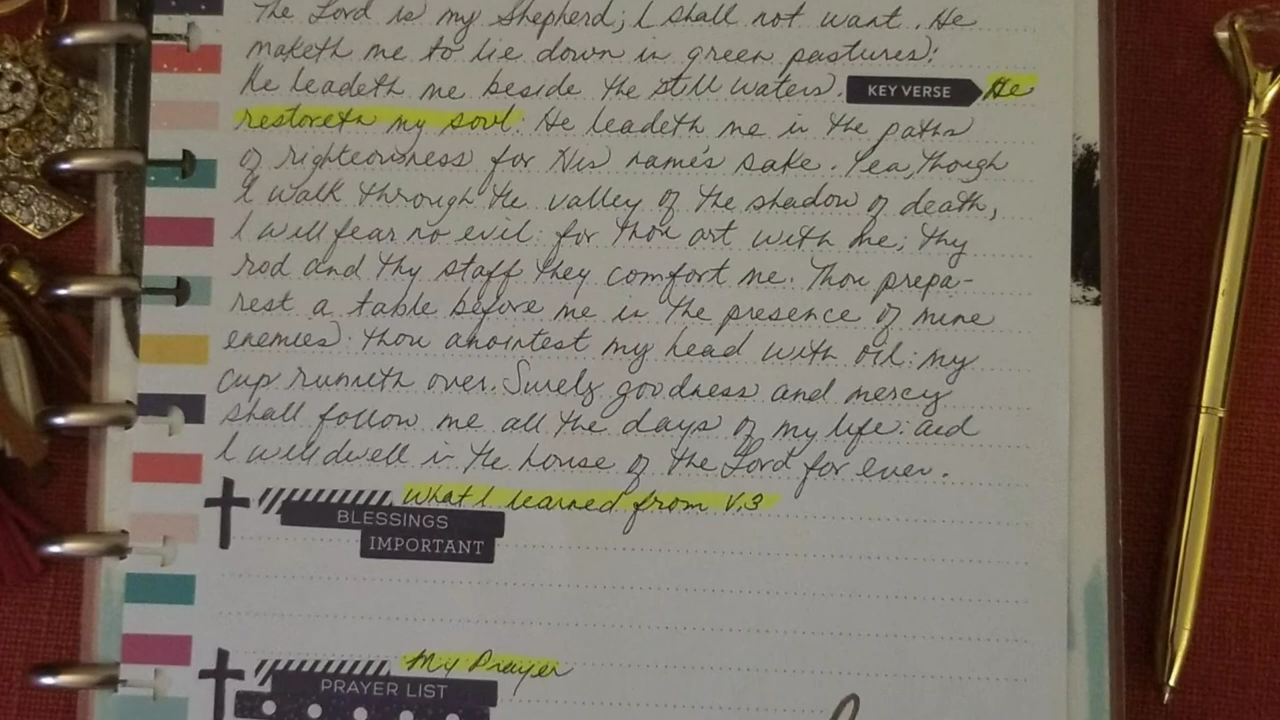 The Lord is my Shepherd; I shall not want. He
maketh me to lie down in green pastures:
He leadeth me beside the still waters. KEY VERSE He
restoreth my soul. He leadeth me in the paths
of righteousness for His name's sake. Yea, though
I walk through the valley of the shadow of death,
I will fear no evil: for thou art with me; thy
rod and thy staff they comfort me. Thou prepa-
rest a table before me in the presence of mine
enemies: thou anointest my head with oil: my
cup runneth over. Surely goodness and mercy
shall follow me all the days of my life: and
I will dwell in the house of the Lord for ever.
What I learned from V.3
BLESSINGS
IMPORTANT
My Prayer
PRAYER LIST